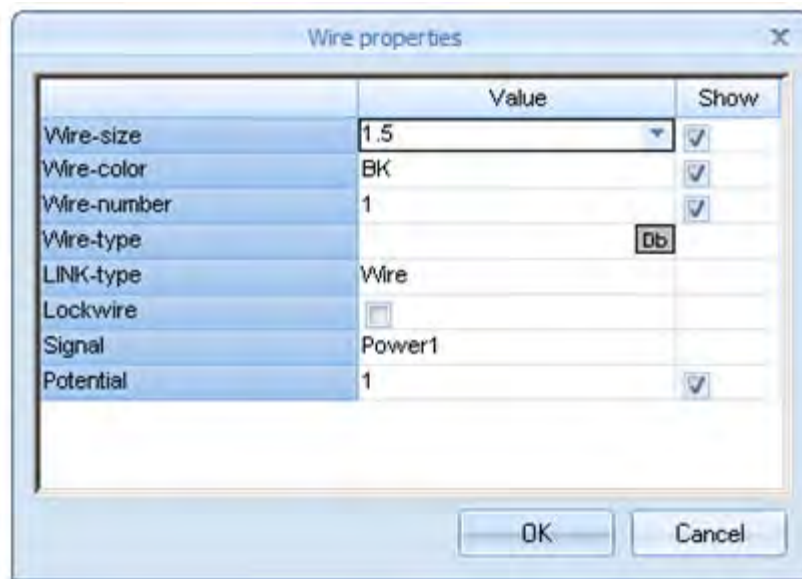 Wire properties
Value Show
Wire-size 1.5
Wire-color BK
Wire-number 1
Wire-type Db
LINK-type Wire
Lockwire
Signal Power1
Potential 1
OK Cancel